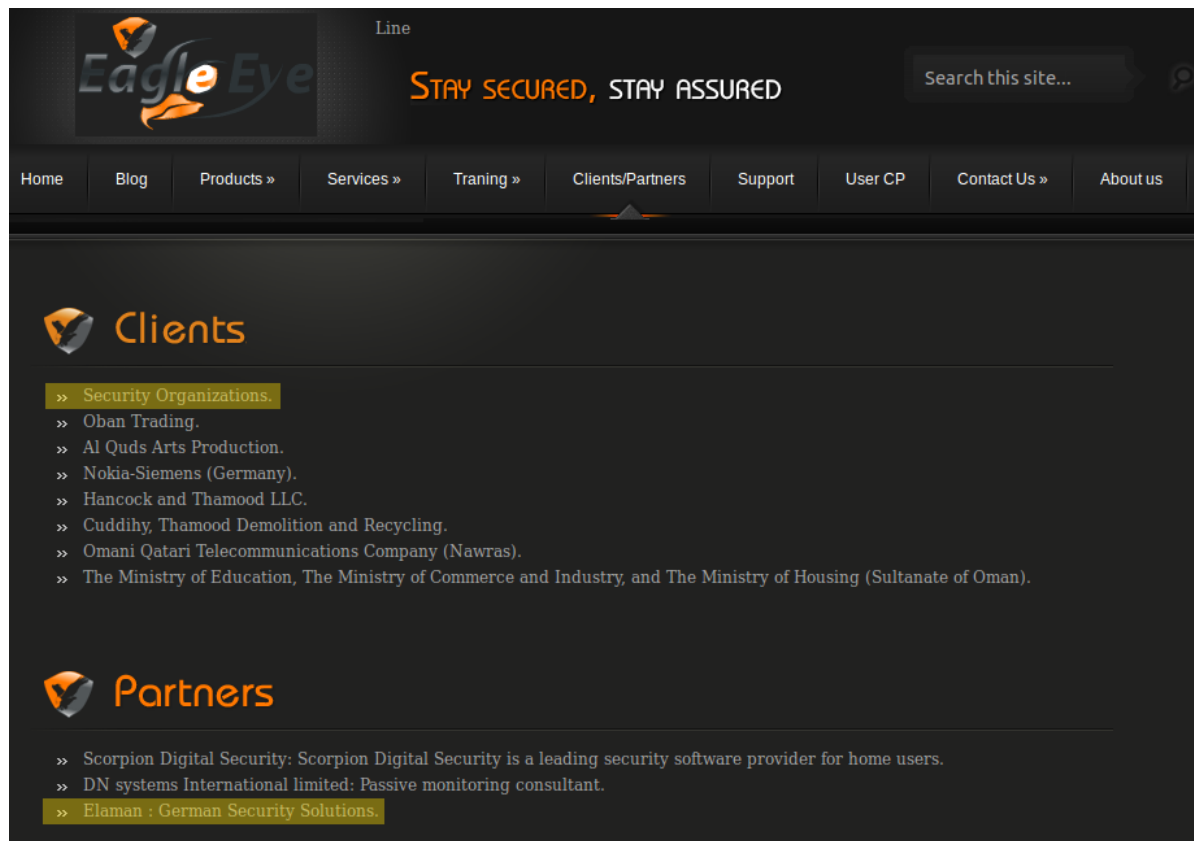 Line
Eagle Eye
Stay secured, stay assured
Search this site...
Home Blog Products » Services » Traning » Clients/Partners Support User CP Contact Us » About us
Clients
» Security Organizations.
» Oban Trading.
» Al Quds Arts Production.
» Nokia-Siemens (Germany).
» Hancock and Thamood LLC.
» Cuddihy, Thamood Demolition and Recycling.
» Omani Qatari Telecommunications Company (Nawras).
» The Ministry of Education, The Ministry of Commerce and Industry, and The Ministry of Housing (Sultanate of Oman).
Partners
» Scorpion Digital Security: Scorpion Digital Security is a leading security software provider for home users.
» DN systems International limited: Passive monitoring consultant.
» Elaman : German Security Solutions.